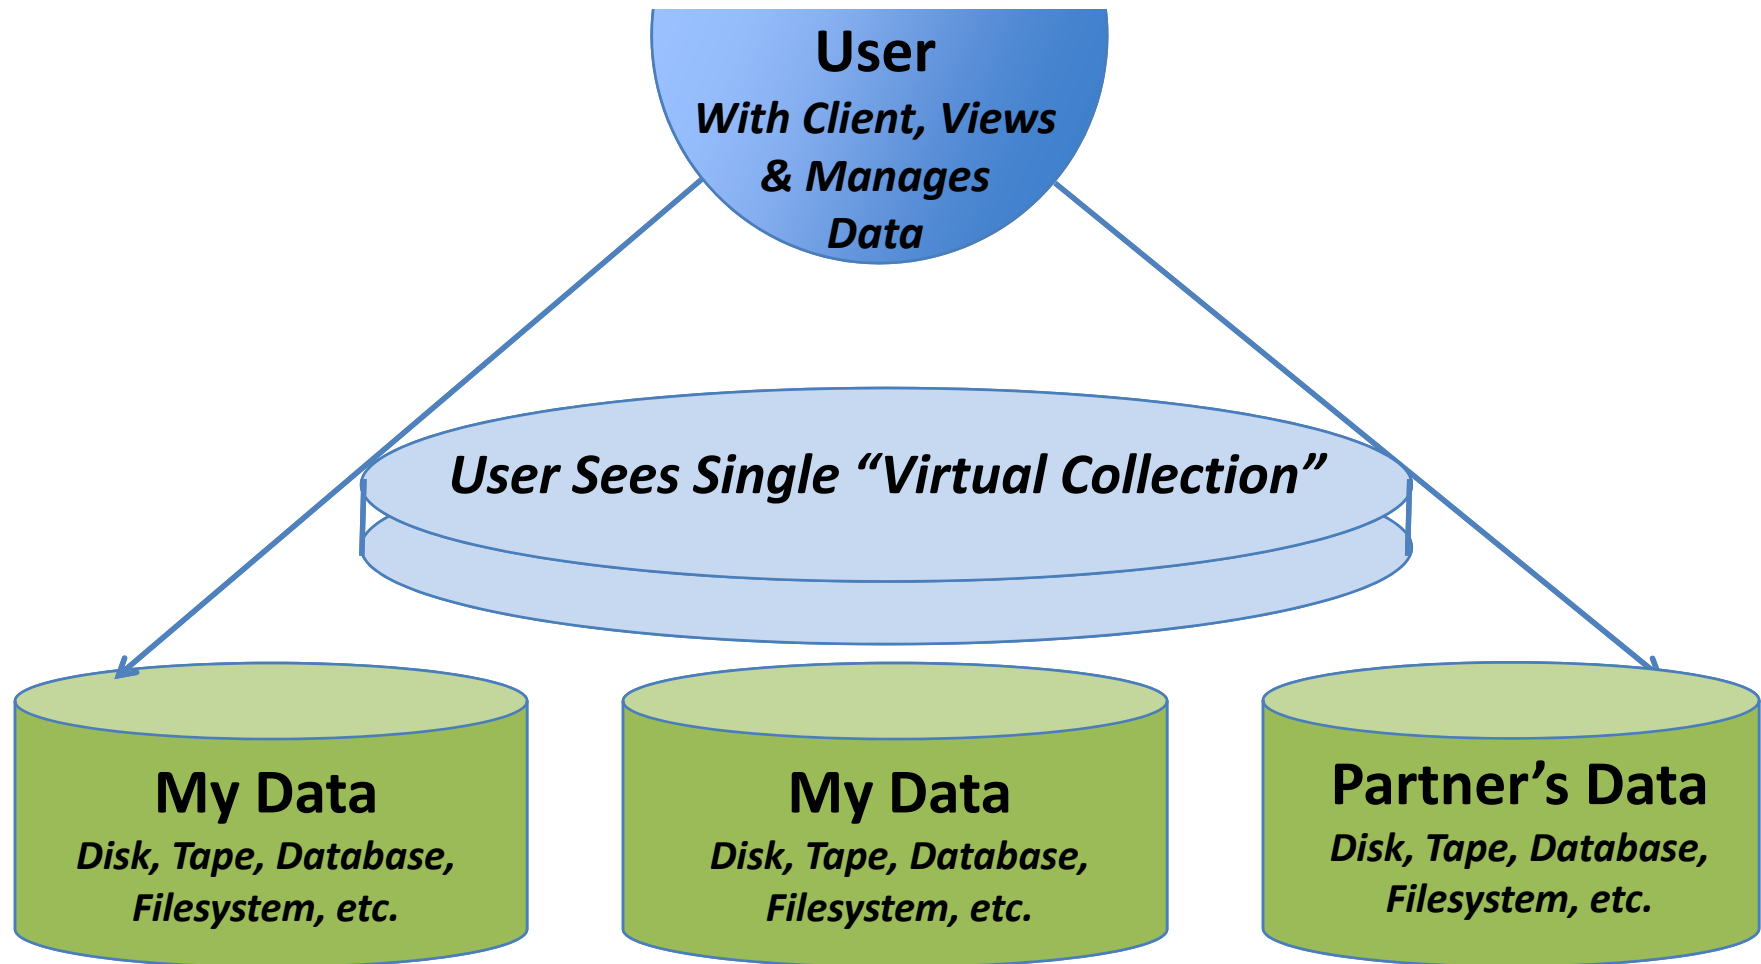 User
With Client, Views
& Manages
Data
User Sees Single “Virtual Collection”
My Data
Disk, Tape, Database,
Filesystem, etc.
My Data
Disk, Tape, Database,
Filesystem, etc.
Partner’s Data
Disk, Tape, Database,
Filesystem, etc.